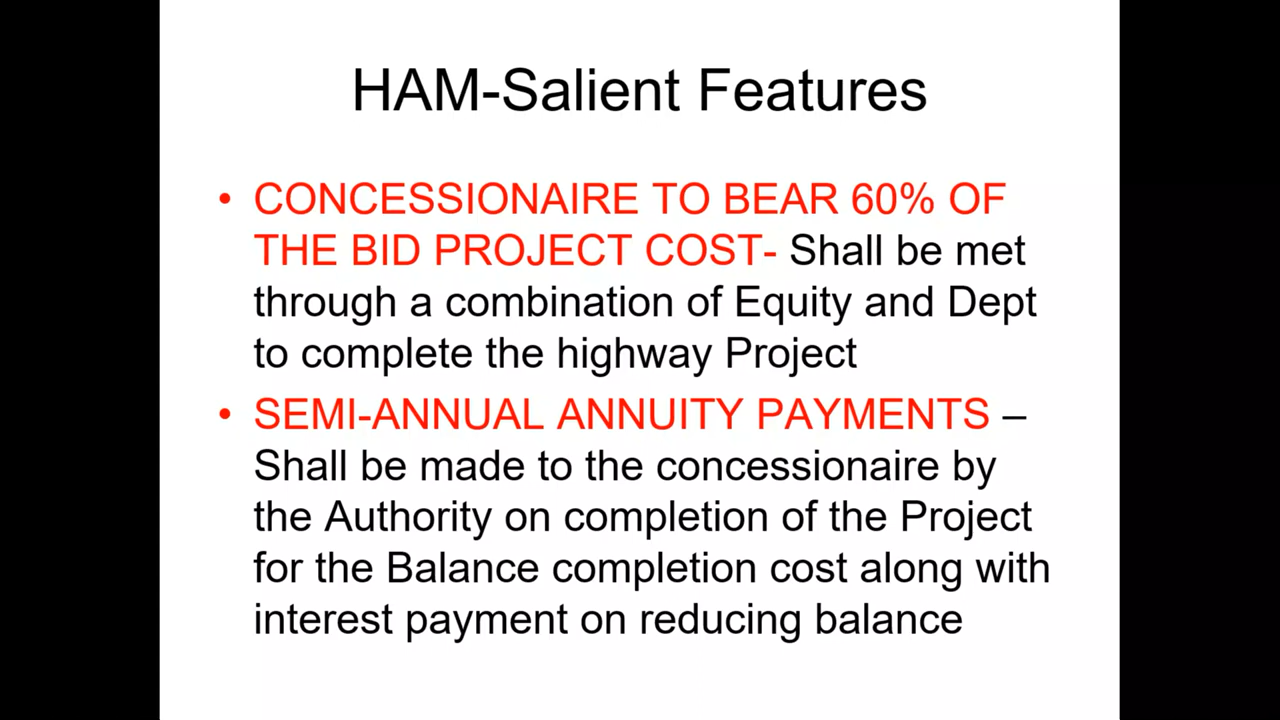 HAM-Salient Features
• CONCESSIONAIRE TO BEAR 60% OF
THE BID PROJECT COST- Shall be met
through a combination of Equity and Dept
to complete the highway Project
• SEMI-ANNUAL ANNUITY PAYMENTS –
Shall be made to the concessionaire by
the Authority on completion of the Project
for the Balance completion cost along with
interest payment on reducing balance